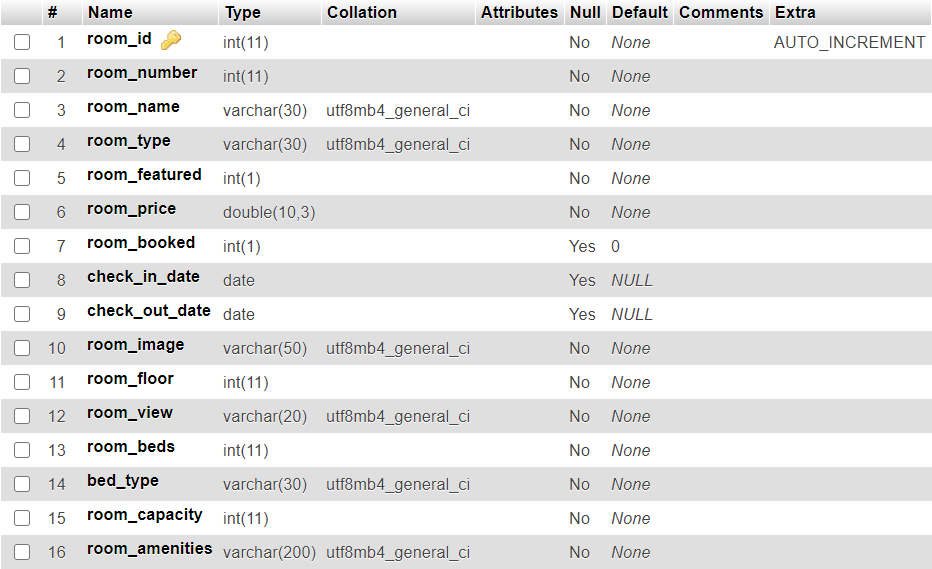 # Name Type Collation Attributes Null Default Comments Extra
1 room_id int(11) No None AUTO_INCREMENT
2 room_number int(11) No None
3 room_name varchar(30) utf8mb4_general_ci No None
4 room_type varchar(30) utf8mb4_general_ci No None
5 room_featured int(1) No None
6 room_price double(10,3) No None
7 room_booked int(1) Yes 0
8 check_in_date date Yes NULL
9 check_out_date date Yes NULL
10 room_image varchar(50) utf8mb4_general_ci No None
11 room_floor int(11) No None
12 room_view varchar(20) utf8mb4_general_ci No None
13 room_beds int(11) No None
14 bed_type varchar(30) utf8mb4_general_ci No None
15 room_capacity int(11) No None
16 room_amenities varchar(200) utf8mb4_general_ci No None